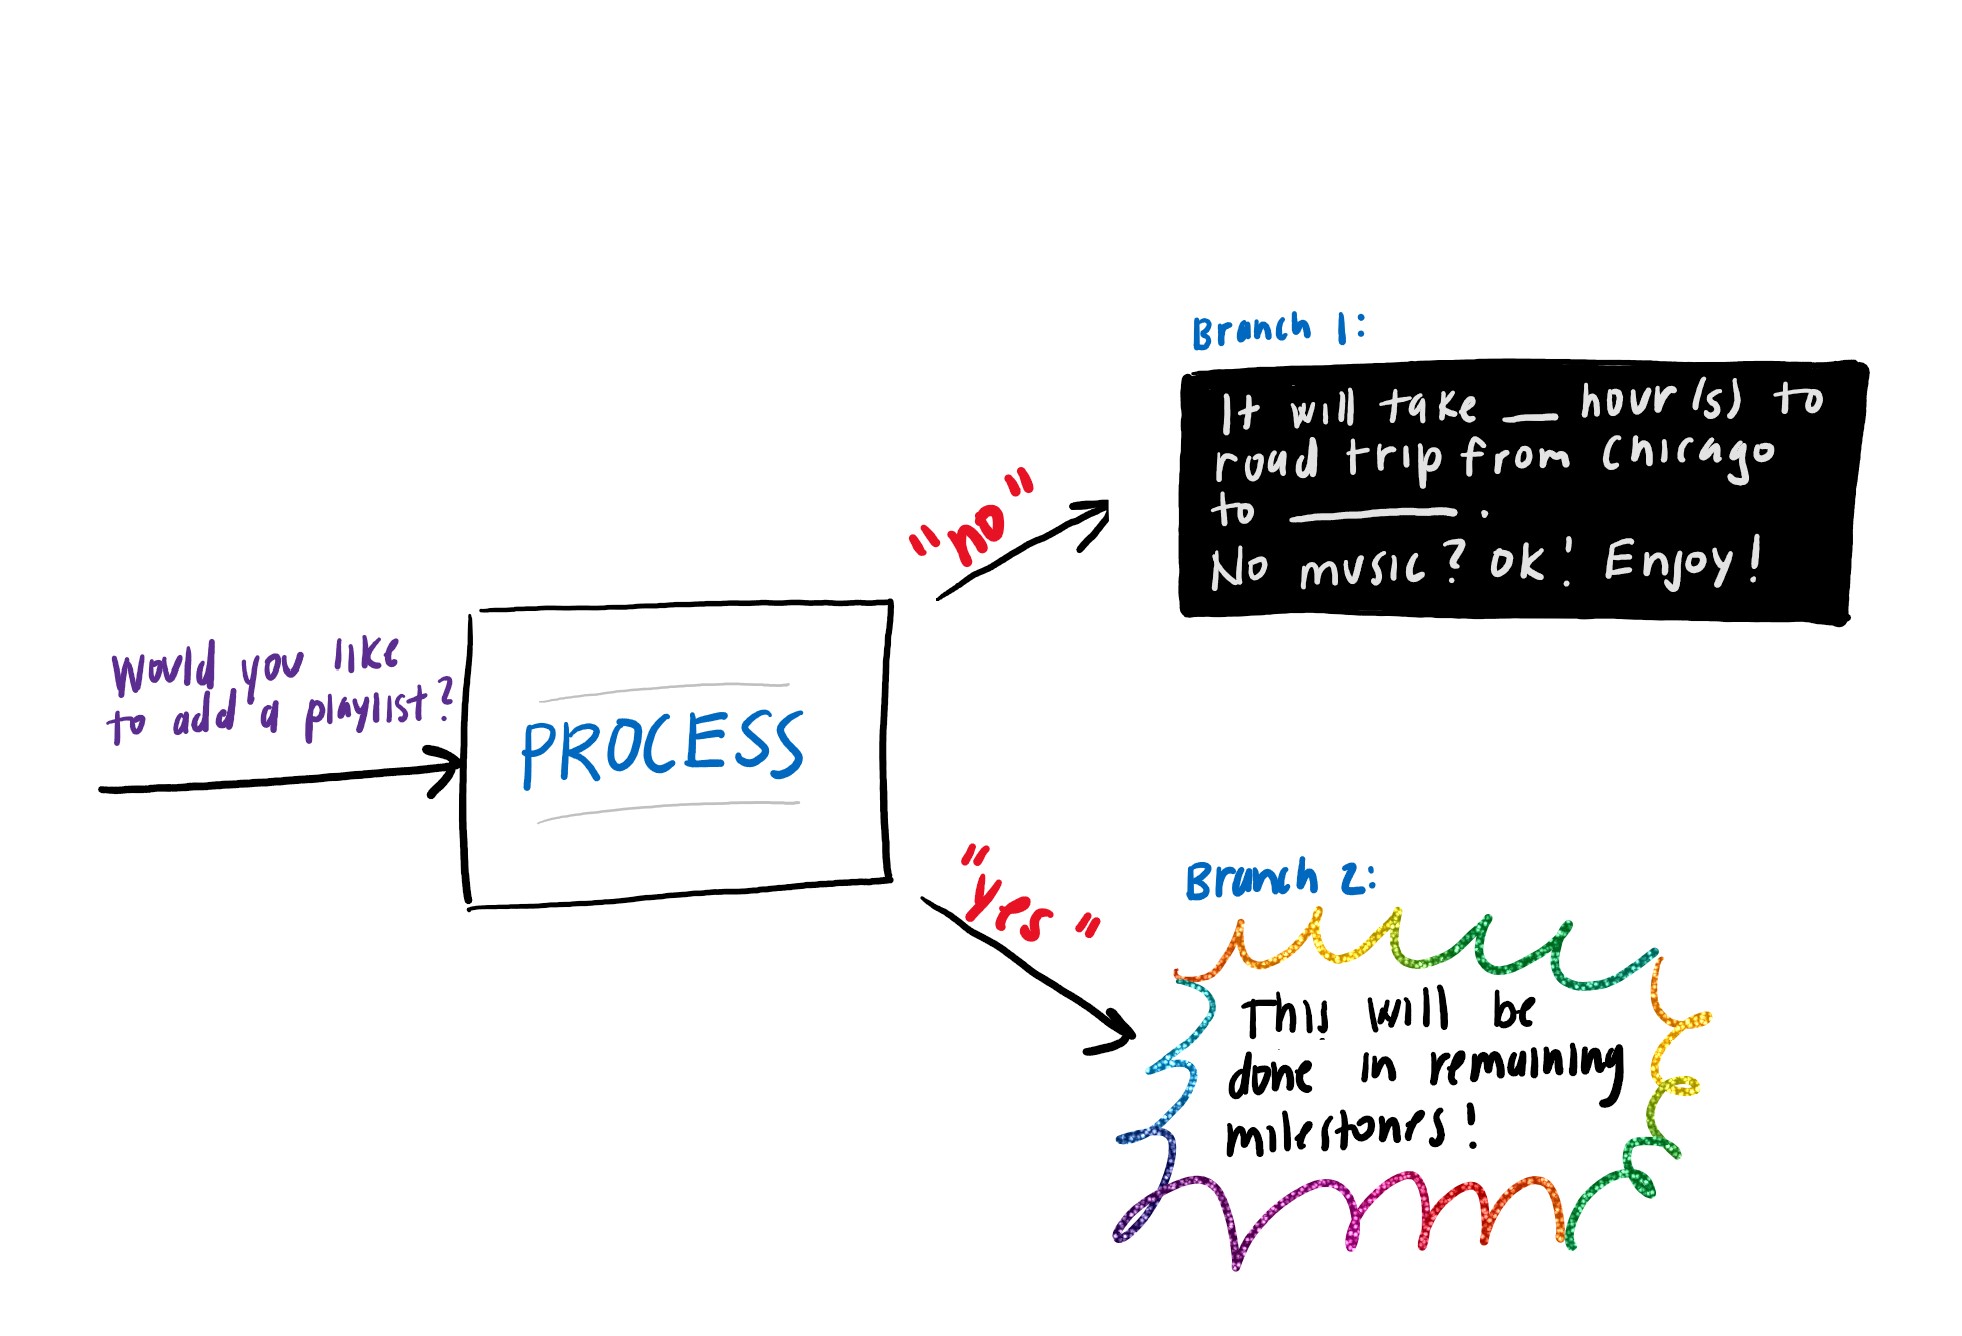 Would you like
to add a playlist?
PROCESS
"no"
Branch 1:
It will take __ hour(s) to
road trip from Chicago
to ______.
No music? OK! Enjoy!
"yes"
Branch 2:
This will be
done in remaining
milestones!